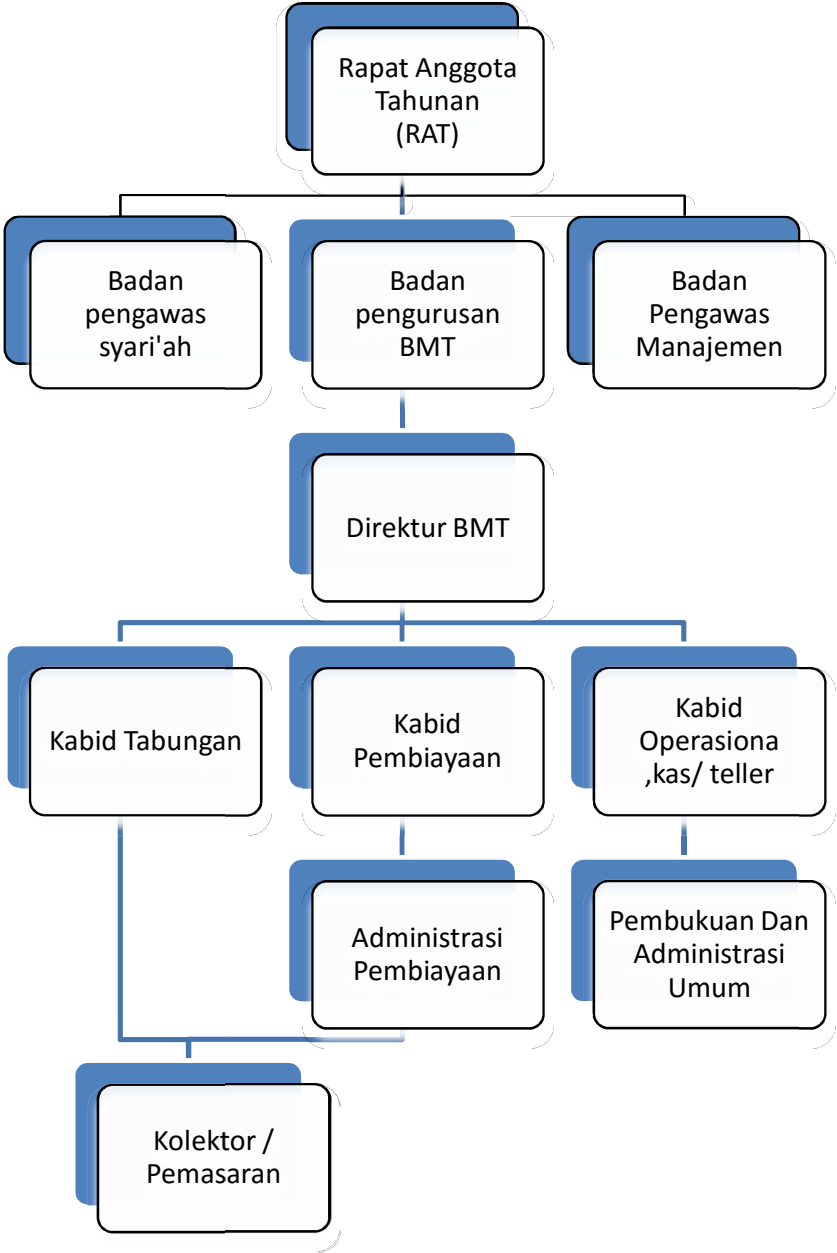 Rapat Anggota
Tahunan
(RAT)
Badan
pengawas
syari'ah
Badan
pengurusan
BMT
Badan
Pengawas
Manajemen
Direktur BMT
Kabid Tabungan
Kabid
Pembiayaan
Kabid
Operasiona
,kas/ teller
Administrasi
Pembiayaan
Pembukuan Dan
Administrasi
Umum
Kolektor /
Pemasaran